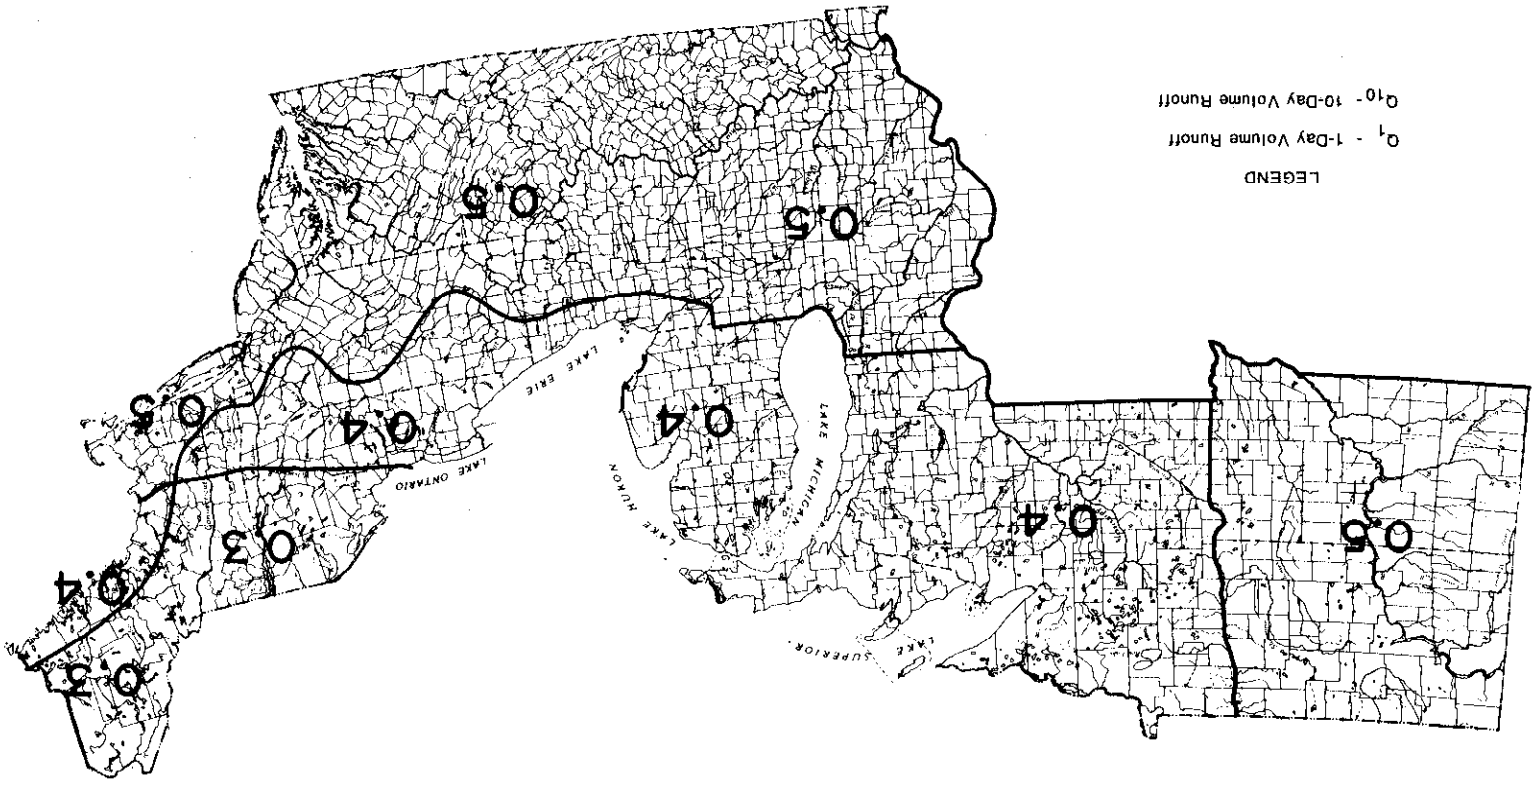 0.3
LAKE SUPERIOR
0.4
0.5
0.4
0.3
LAKE HURON
LAKE MICHIGAN
LAKE ONTARIO
0.4
0.4
0.5
LAKE ERIE
0.5
0.5
LEGEND
Q1 - 1-Day Volume Runoff
Q10 - 10-Day Volume Runoff